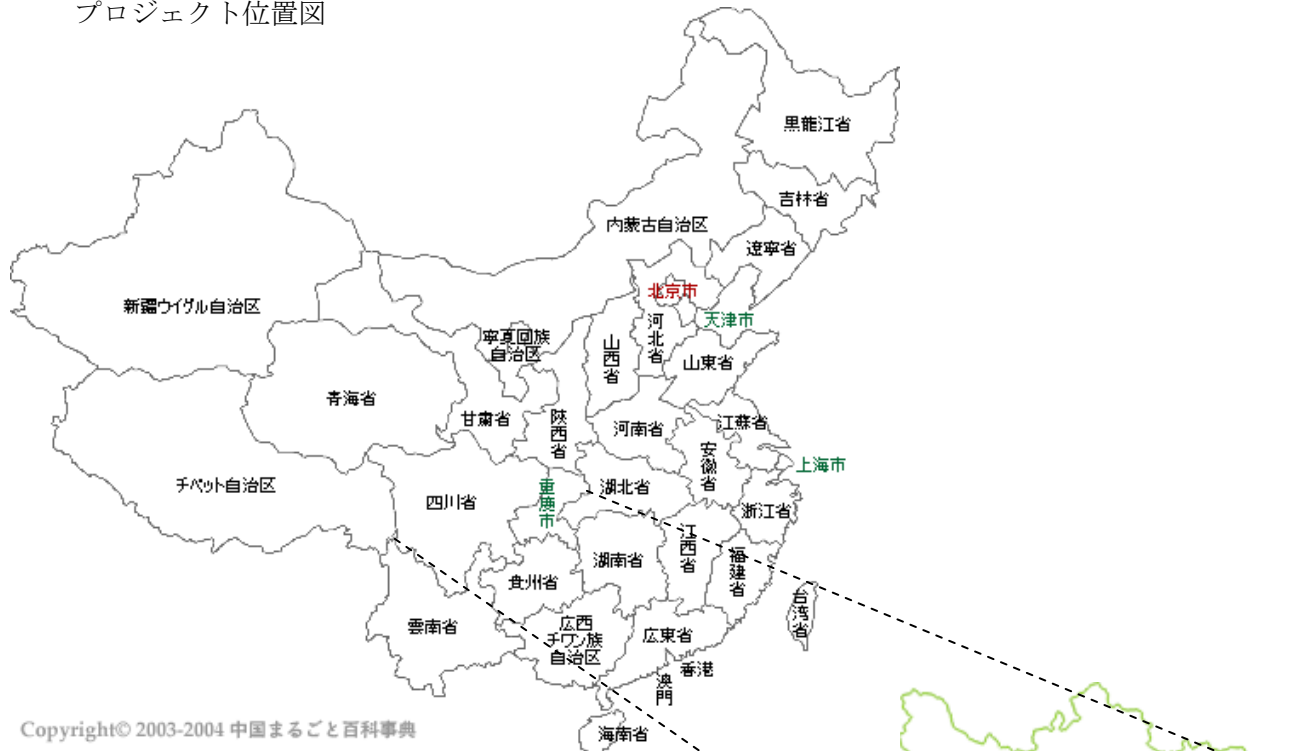 プロジェクト位置図
黒龍江省
吉林省
内蒙古自治区
遼寧省
北京市
新疆ウイグル自治区
天津市
河北省
寧夏回族
自治区
山西省
山東省
青海省
甘粛省
陝西省
河南省
江蘇省
安徽省
上海市
チベット自治区
四川省
重慶市
湖北省
浙江省
江西省
湖南省
福建省
貴州省
台湾省
雲南省
広西
チワン族
自治区
広東省
香港
澳門
海南省
Copyright© 2003-2004 中国まるごと百科事典